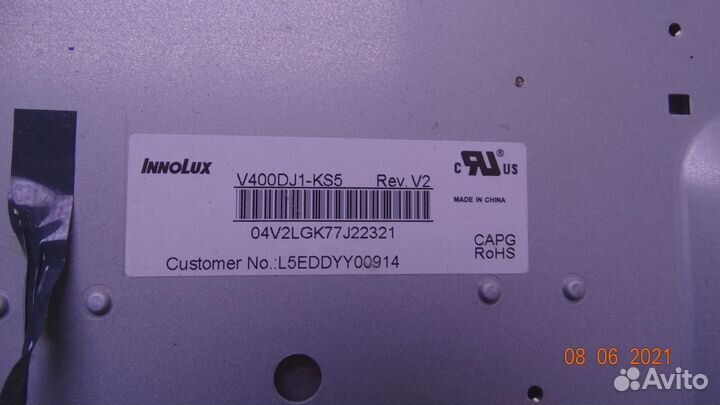 INNOLUX
V400DJ1-KS5 Rev. V2
04V2LGK77J22321
Customer No.:L5EDDYY00914
c RU US
MADE IN CHINA
CAPG
RoHS
08 06 2021
Avito